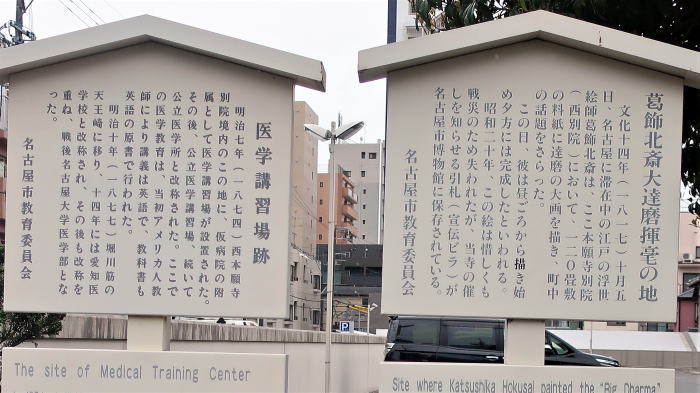 医学講習場跡
明治七年(一八七四)西本願寺
別院境内のこの地に、仮病院の附
属として医学講習場が設置された。
その後、公立医学講習場、続いて
公立医学所と改称された。ここで
の医学教育は、当初アメリカ人教
師により講義は英語で、教科書も
英語の原書で行われた。
明治十年(一八七七)堀川筋の
天王崎に移り、十四年には愛知医
学校と改称され、その後も改称を
重ね、戦後名古屋大学医学部とな
った。
名古屋市教育委員会
The site of Medical Training Center
葛飾北斎大達磨揮毫の地
文化十四年(一八一七)十月五
日、名古屋に滞在中の江戸の浮世
絵師葛飾北斎は、ここ本願寺別院
(西別院)において、一二〇畳敷
の料紙に達磨の大画を描き、町中
の話題をさらった。
この日、彼は昼ごろから描き始
め夕方には完成したといわれる。
昭和二十年、この絵は惜しくも
戦災のため失われたが、当寺の催
しを知らせる引札(宣伝ビラ)が
名古屋市博物館に保存されている。
名古屋市教育委員会
Site where Katsushika Hokusai painted the "Big Dharma"
P